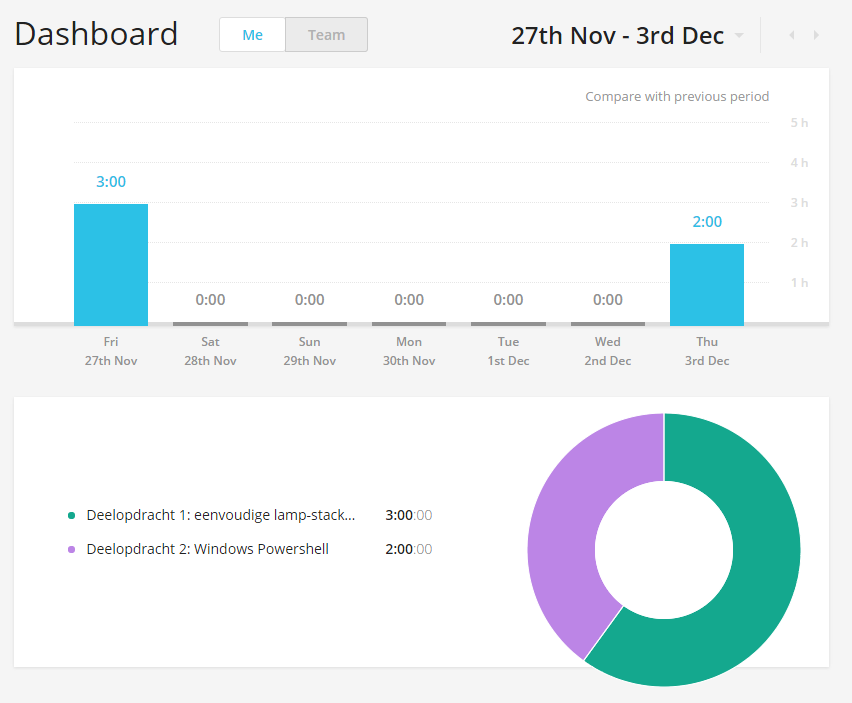 Dashboard
Me
Team
27th Nov - 3rd Dec
Compare with previous period
5 h
4 h
3 h
2 h
1 h
3:00
0:00
0:00
0:00
0:00
0:00
2:00
Fri
27th Nov
Sat
28th Nov
Sun
29th Nov
Mon
30th Nov
Tue
1st Dec
Wed
2nd Dec
Thu
3rd Dec
Deelopdracht 1: eenvoudige lamp-stack... 3:00:00
Deelopdracht 2: Windows Powershell 2:00:00